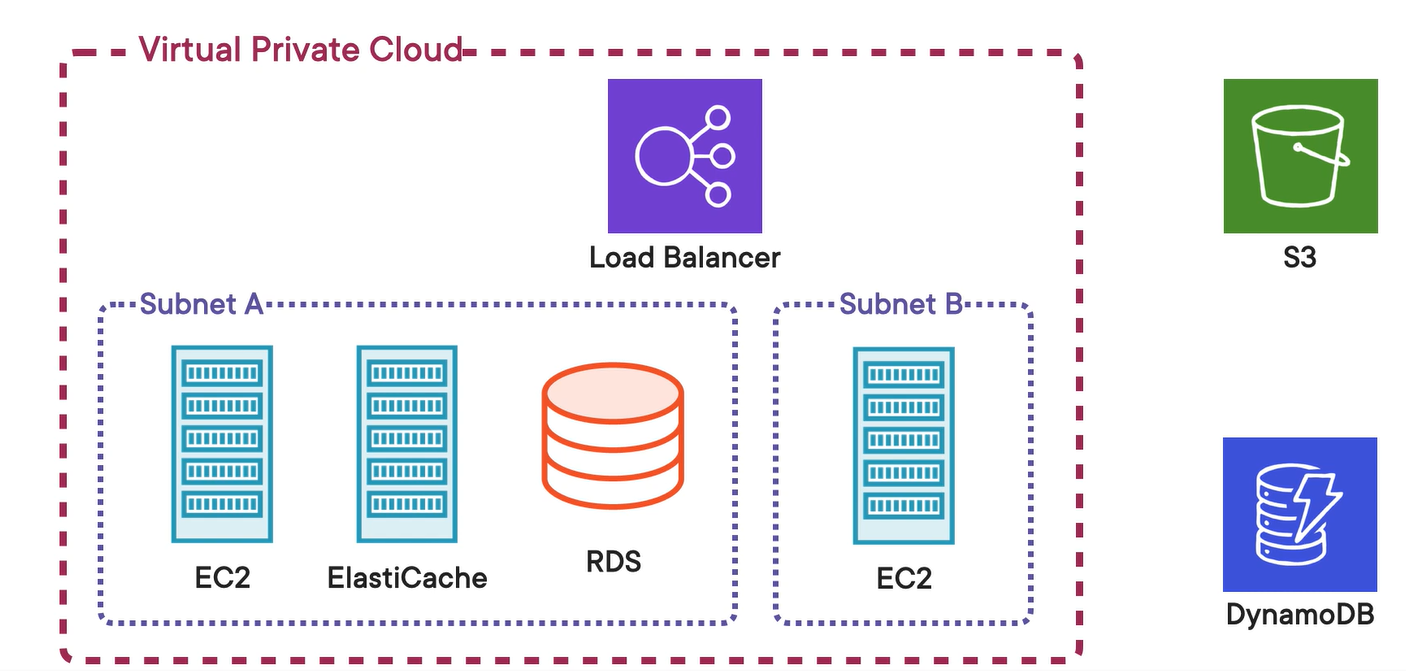 Virtual Private Cloud
Load Balancer
S3
Subnet A
Subnet B
EC2
ElastiCache
RDS
EC2
DynamoDB